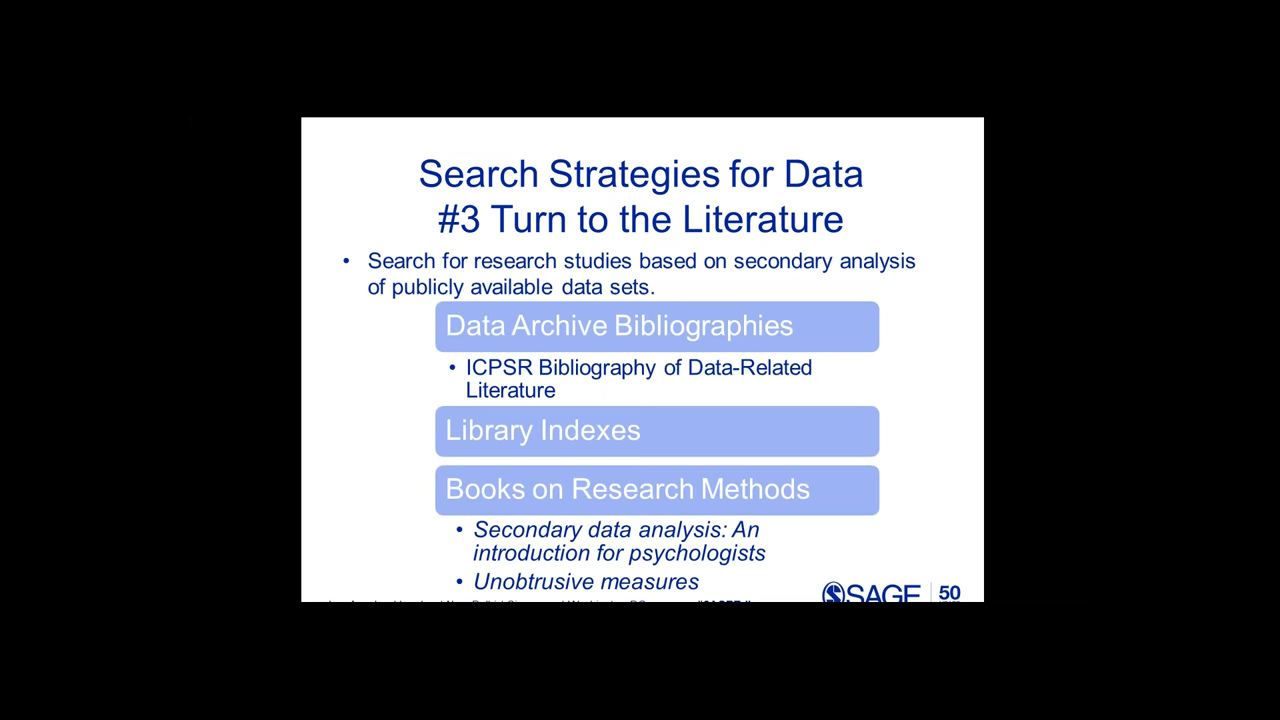 Search Strategies for Data
#3 Turn to the Literature
• Search for research studies based on secondary analysis
of publicly available data sets.
Data Archive Bibliographies
• ICPSR Bibliography of Data-Related
Literature
Library Indexes
Books on Research Methods
• Secondary data analysis: An
introduction for psychologists
• Unobtrusive measures
SAGE 50